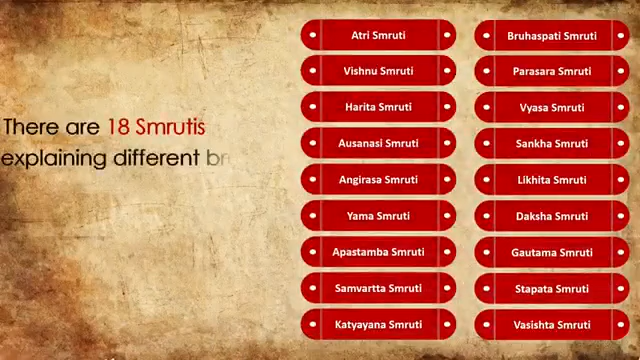 There are 18 Smrutis
explaining different
Atri Smruti
Vishnu Smruti
Harita Smruti
Ausanasi Smruti
Angirasa Smruti
Yama Smruti
Apastamba Smruti
Samvartta Smruti
Katyayana Smruti
Bruhaspati Smruti
Parasara Smruti
Vyasa Smruti
Sankha Smruti
Likhita Smruti
Daksha Smruti
Gautama Smruti
Stapata Smruti
Vasishta Smruti